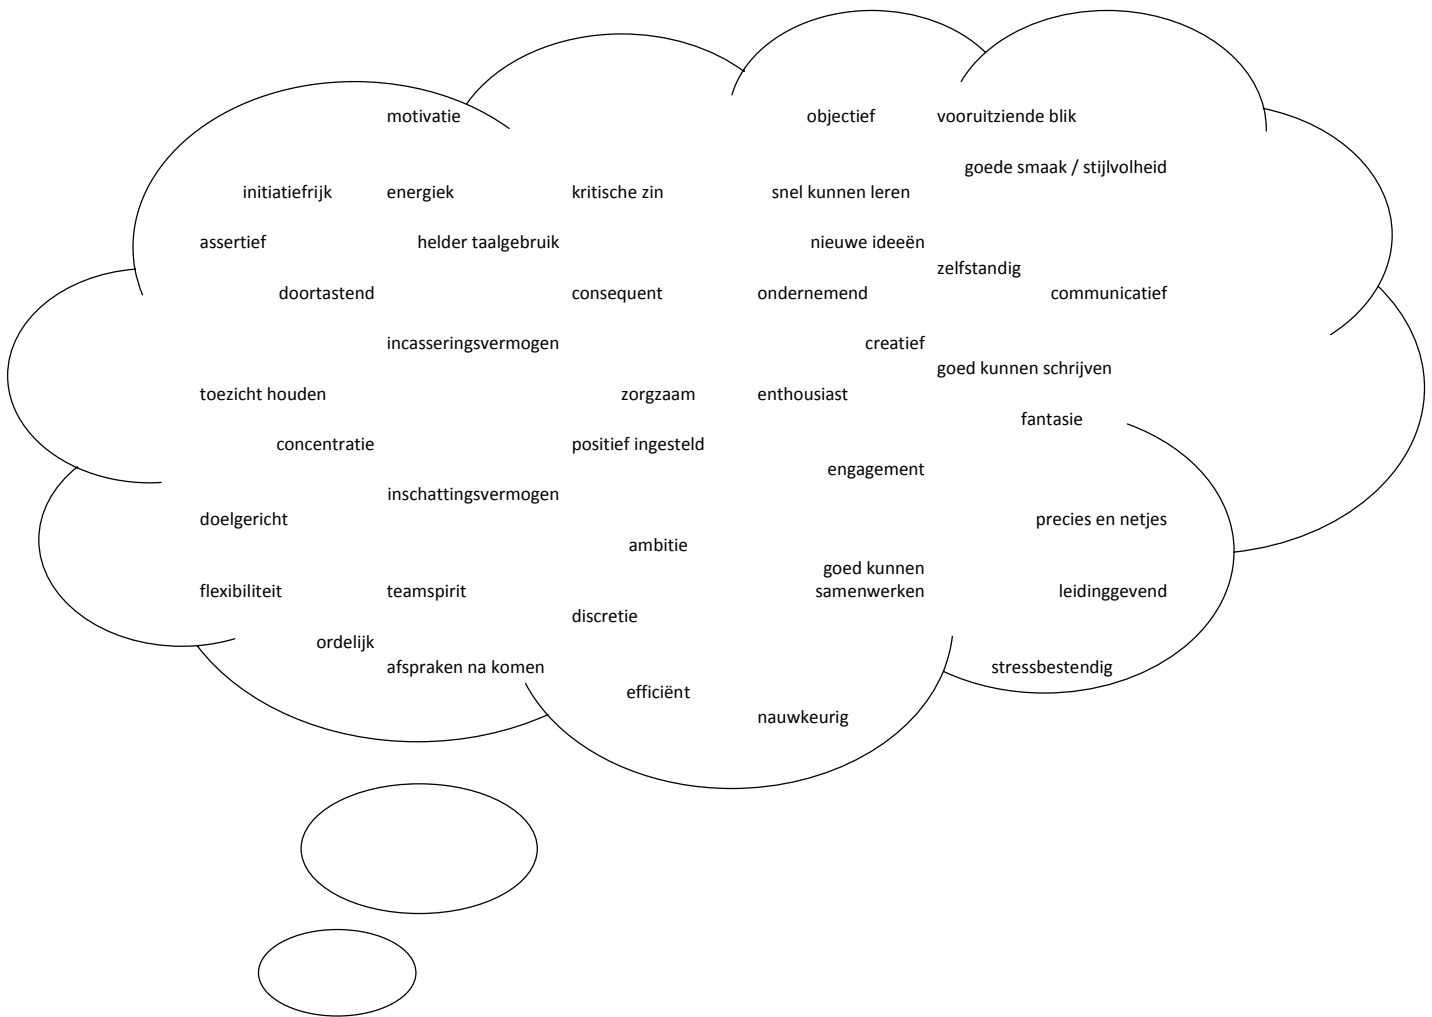 motivatie
objectief
vooruitziende blik
goede smaak / stijlvolheid
initiatiefrijk
energiek
kritische zin
snel kunnen leren
assertief
helder taalgebruik
nieuwe ideeën
zelfstandig
doortastend
consequent
ondernemend
communicatief
incasseringsvermogen
creatief
goed kunnen schrijven
toezicht houden
zorgzaam
enthousiast
fantasie
concentratie
positief ingesteld
engagement
inschattingsvermogen
doelgericht
precies en netjes
ambitie
goed kunnen
samenwerken
flexibiliteit
teamspirit
leidinggevend
discretie
ordelijk
afspraken na komen
stressbestendig
efficiënt
nauwkeurig